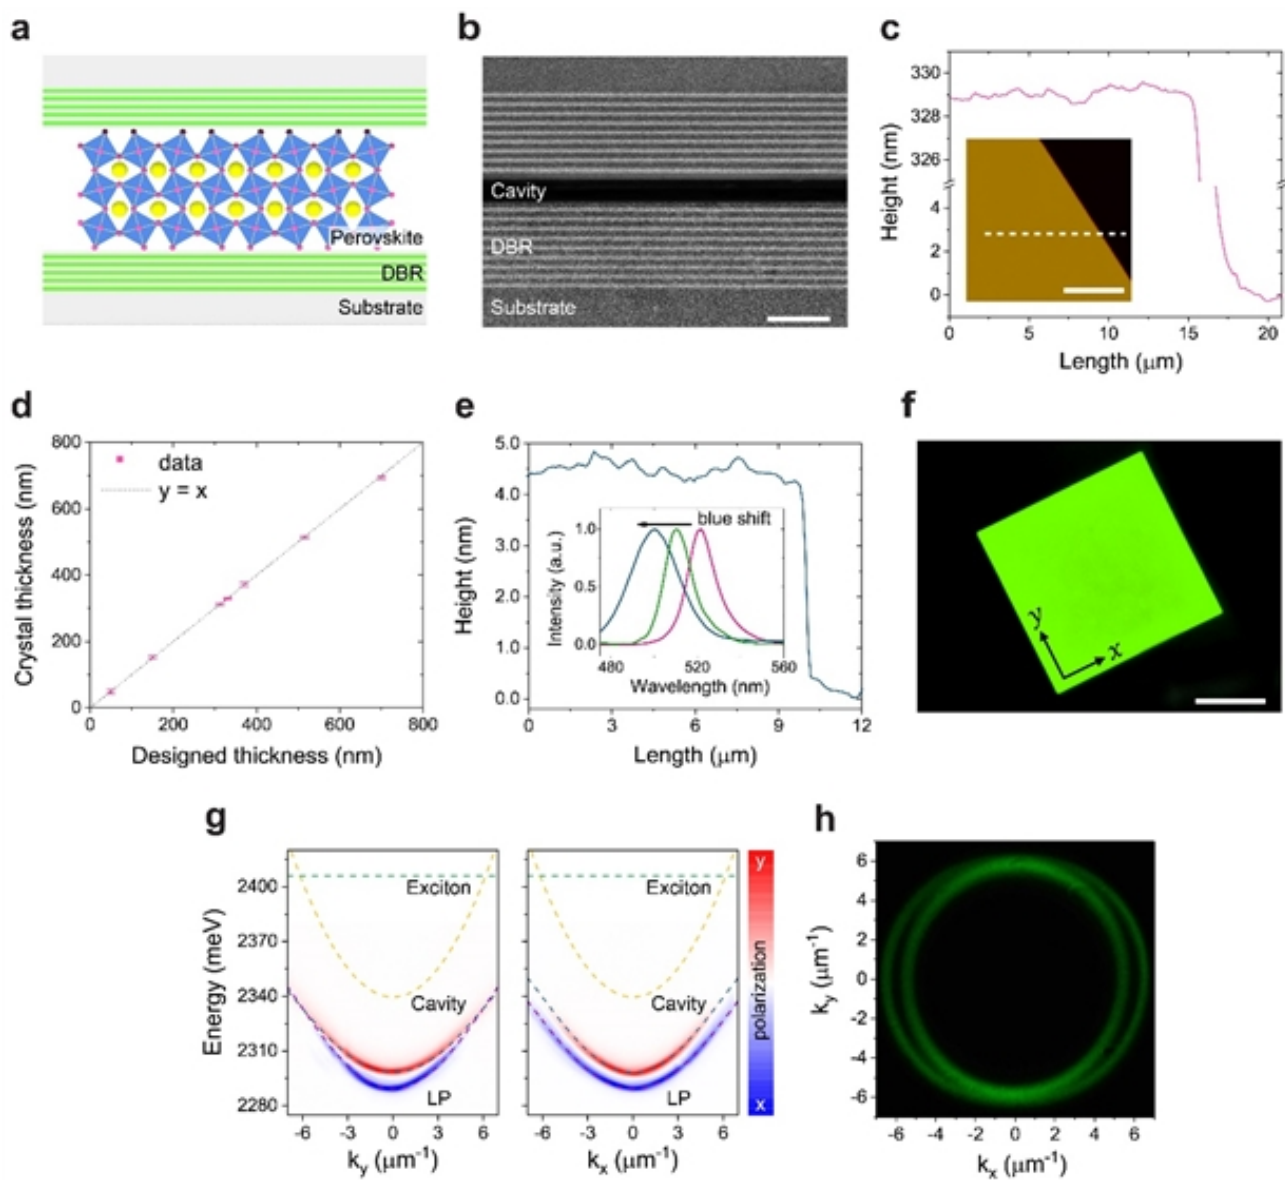 a
Perovskite
DBR
Substrate
b
Cavity
DBR
Substrate
c
330
328
326
4
2
0
Height (nm)
0 5 10 15 20
Length (μm)
d
800
600
400
200
0
Crystal thickness (nm)
data
y = x
0 200 400 600 800
Designed thickness (nm)
e
5.0
4.0
3.0
2.0
1.0
0.0
Height (nm)
blue shift
1.0
0.5
0.0
Intensity (a.u.)
480 520 560
Wavelength (nm)
0 3 6 9 12
Length (μm)
f
y
x
g
2400
2370
2340
2310
2280
Energy (meV)
Exciton
Cavity
LP
-6 -3 0 3 6
k_y (μm⁻¹)
Exciton
Cavity
LP
-6 -3 0 3 6
k_x (μm⁻¹)
y
polarization
x
h
6
4
2
0
-2
-4
-6
k_y (μm⁻¹)
-6 -4 -2 0 2 4 6
k_x (μm⁻¹)